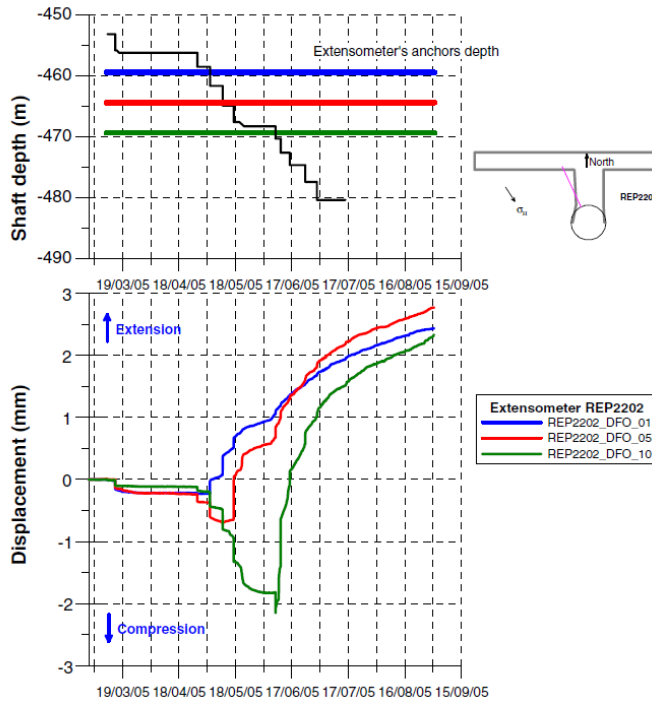 -450
-460
-470
-480
-490
Shaft depth (m)
Extensometer's anchors depth
19/03/05 18/04/05 18/05/05 17/06/05 17/07/05 16/08/05 15/09/05
North
σH
REP220
3
2
1
0
-1
-2
-3
Displacement (mm)
Extension
Compression
19/03/05 18/04/05 18/05/05 17/06/05 17/07/05 16/08/05 15/09/05
Extensometer REP2202
REP2202_DFO_01
REP2202_DFO_05
REP2202_DFO_10